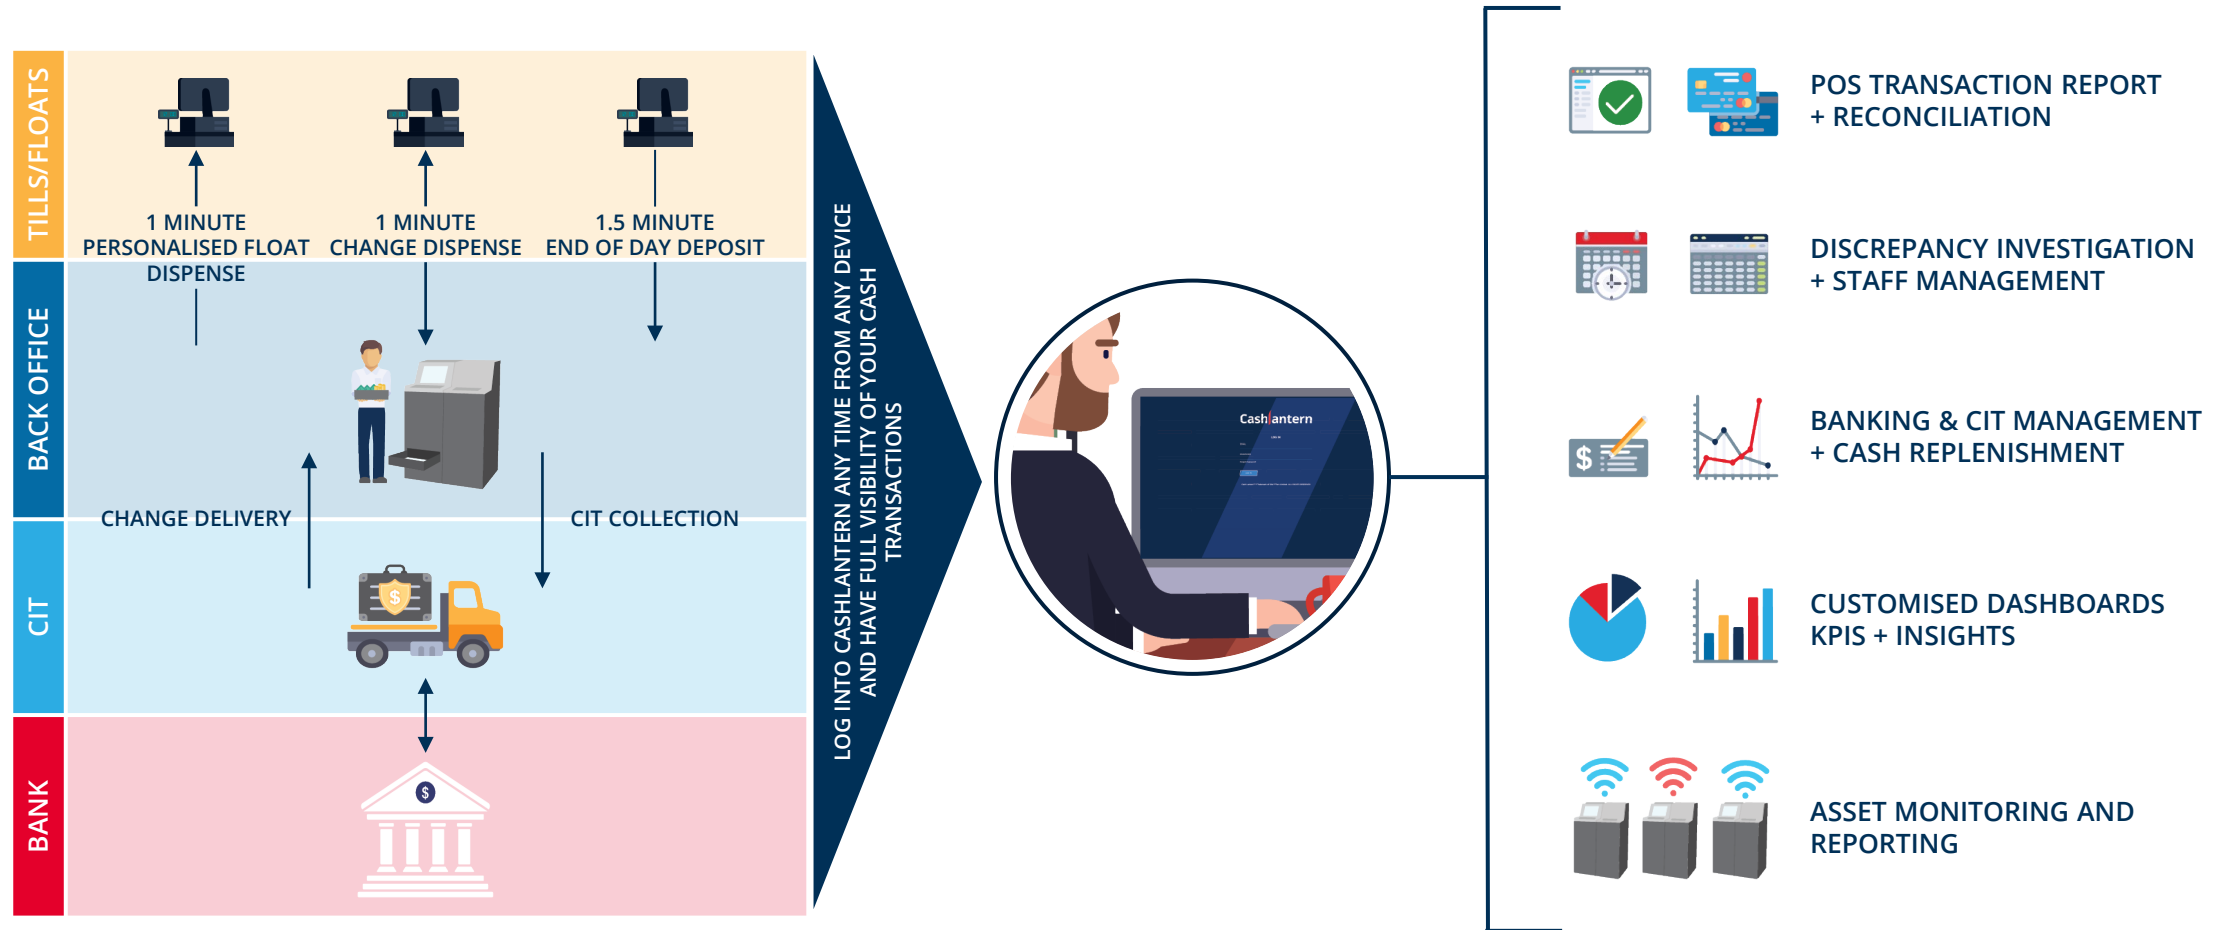 TILLS/FLOATS
1 MINUTE
PERSONALISED FLOAT
DISPENSE
1 MINUTE
CHANGE DISPENSE
1.5 MINUTE
END OF DAY DEPOSIT
BACK OFFICE
CHANGE DELIVERY
CIT COLLECTION
CIT
$
BANK
$
LOG INTO CASHLANTERN ANY TIME FROM ANY DEVICE
AND HAVE FULL VISIBILITY OF YOUR CASH
TRANSACTIONS
Cashlantern
POS TRANSACTION REPORT
+ RECONCILIATION
DISCREPANCY INVESTIGATION
+ STAFF MANAGEMENT
$
BANKING & CIT MANAGEMENT
+ CASH REPLENISHMENT
CUSTOMISED DASHBOARDS
KPIS + INSIGHTS
ASSET MONITORING AND
REPORTING